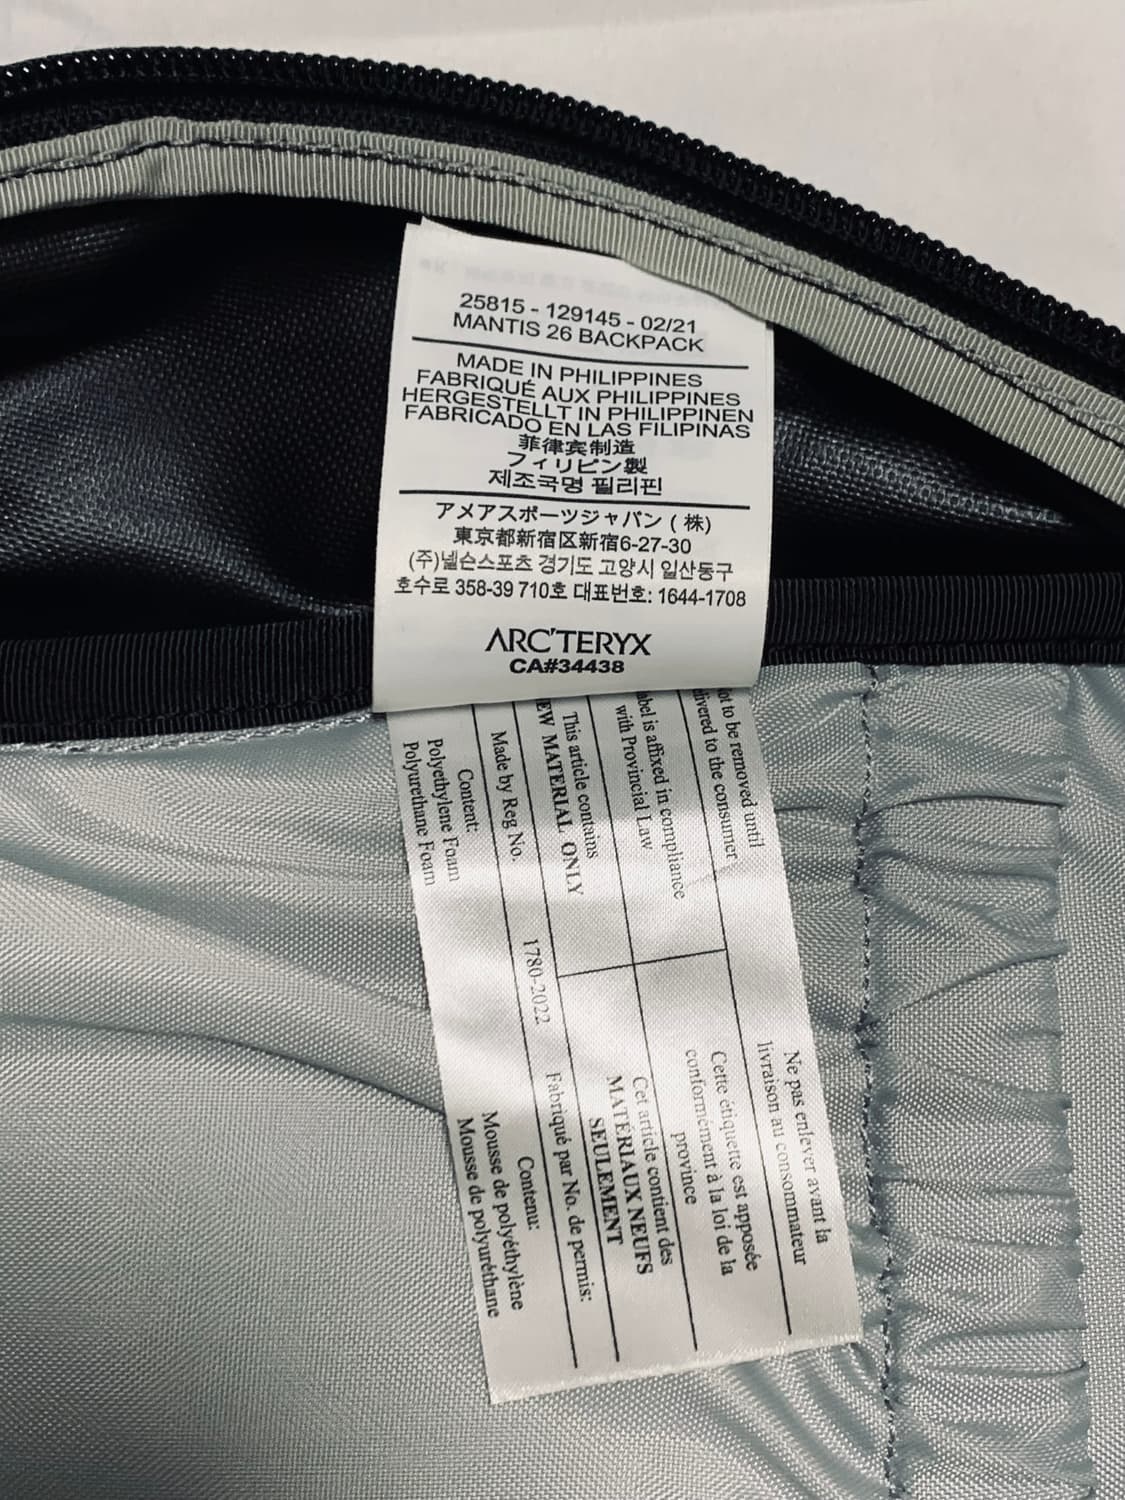 25815 - 129145 - 02/21
MANTIS 26 BACKPACK
MADE IN PHILIPPINES
FABRIQUÉ AUX PHILIPPINES
HERGESTELLT IN PHILIPPINEN
FABRICADO EN LAS FILIPINAS
菲律宾制造
フィリピン製
제조국명 필리핀
アメアスポーツジャパン (株)
東京都新宿区新宿6-27-30
(주)넬슨스포츠 경기도 고양시 일산동구
호수로 358-39 710호 대표번호: 1644-1708
ARC'TERYX
CA#34438
to be removed until
to the consumer
is affixed in compliance
with Provincial Law
This article contains
MATERIAL ONLY
Made by Reg No.
1780-2022
Content:
Polyethylene Foam
Polyurethane Foam
Ne pas enlever avant la
livraison au consommateur
Cette étiquette est apposée
conformément à la loi de la
province
Cet article contient des
MATÉRIAUX NEUFS
SEULEMENT
Fabriqué par No. de permis:
Contenu:
Mousse de polyéthylène
Mousse de polyuréthane